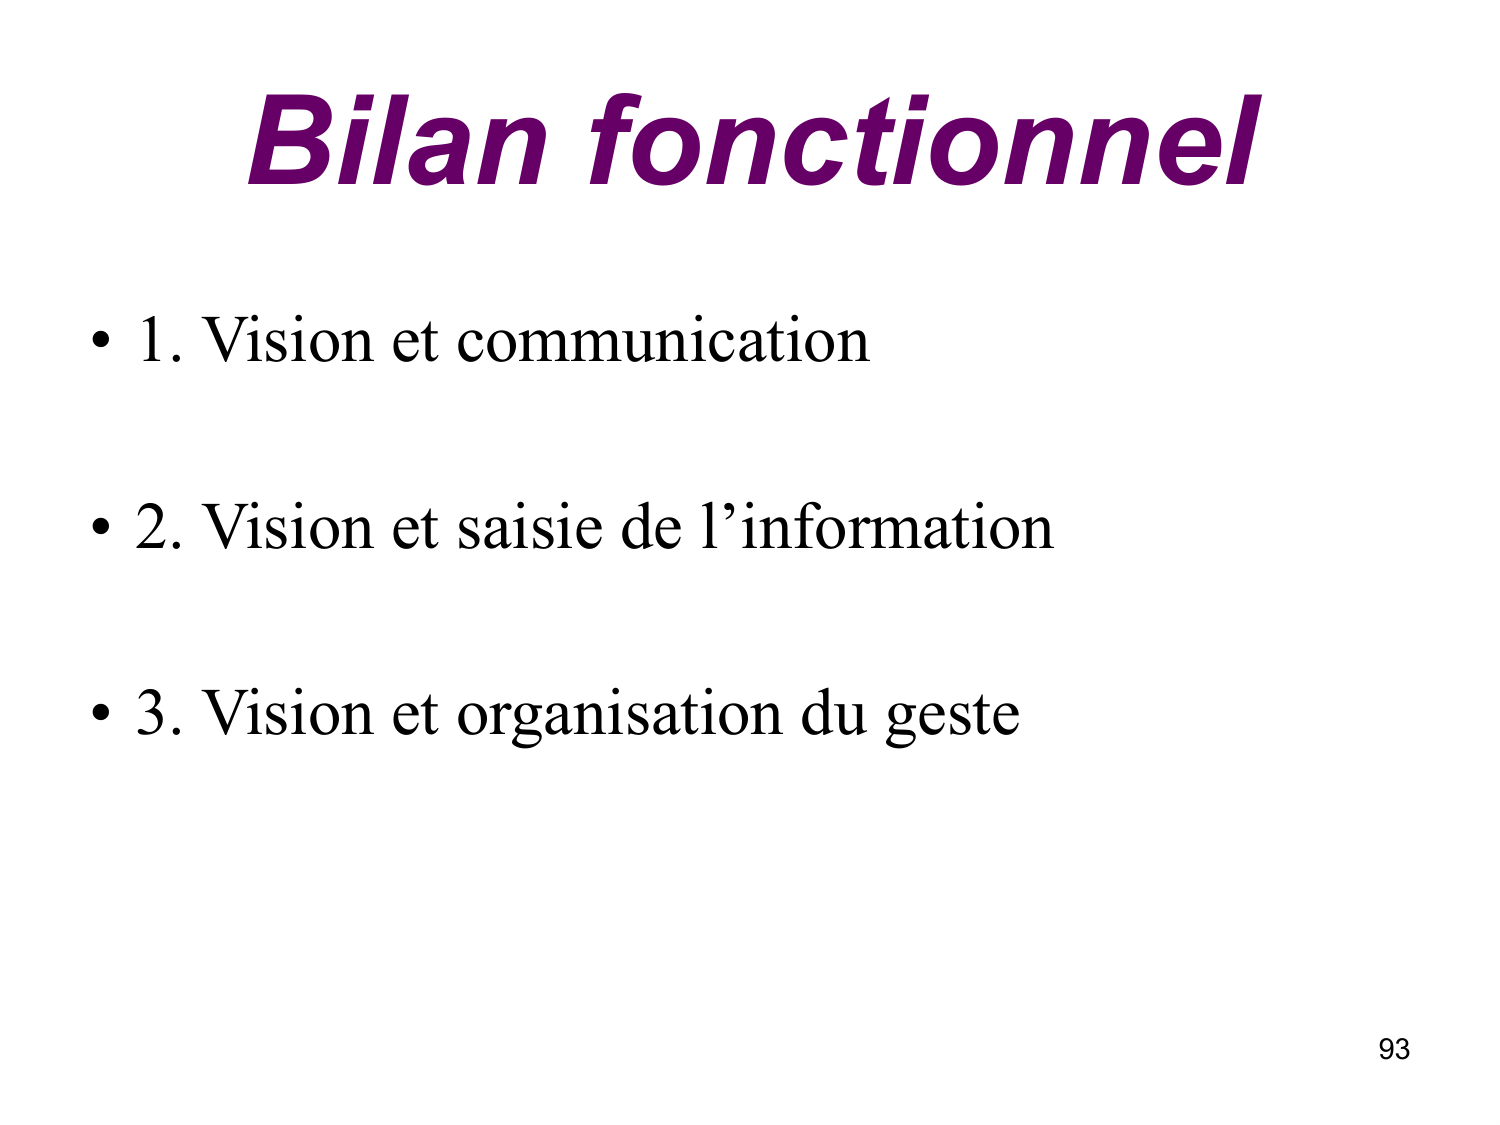 Bilan fonctionnel
• 1. Vision et communication
• 2. Vision et saisie de l’information
• 3. Vision et organisation du geste
93